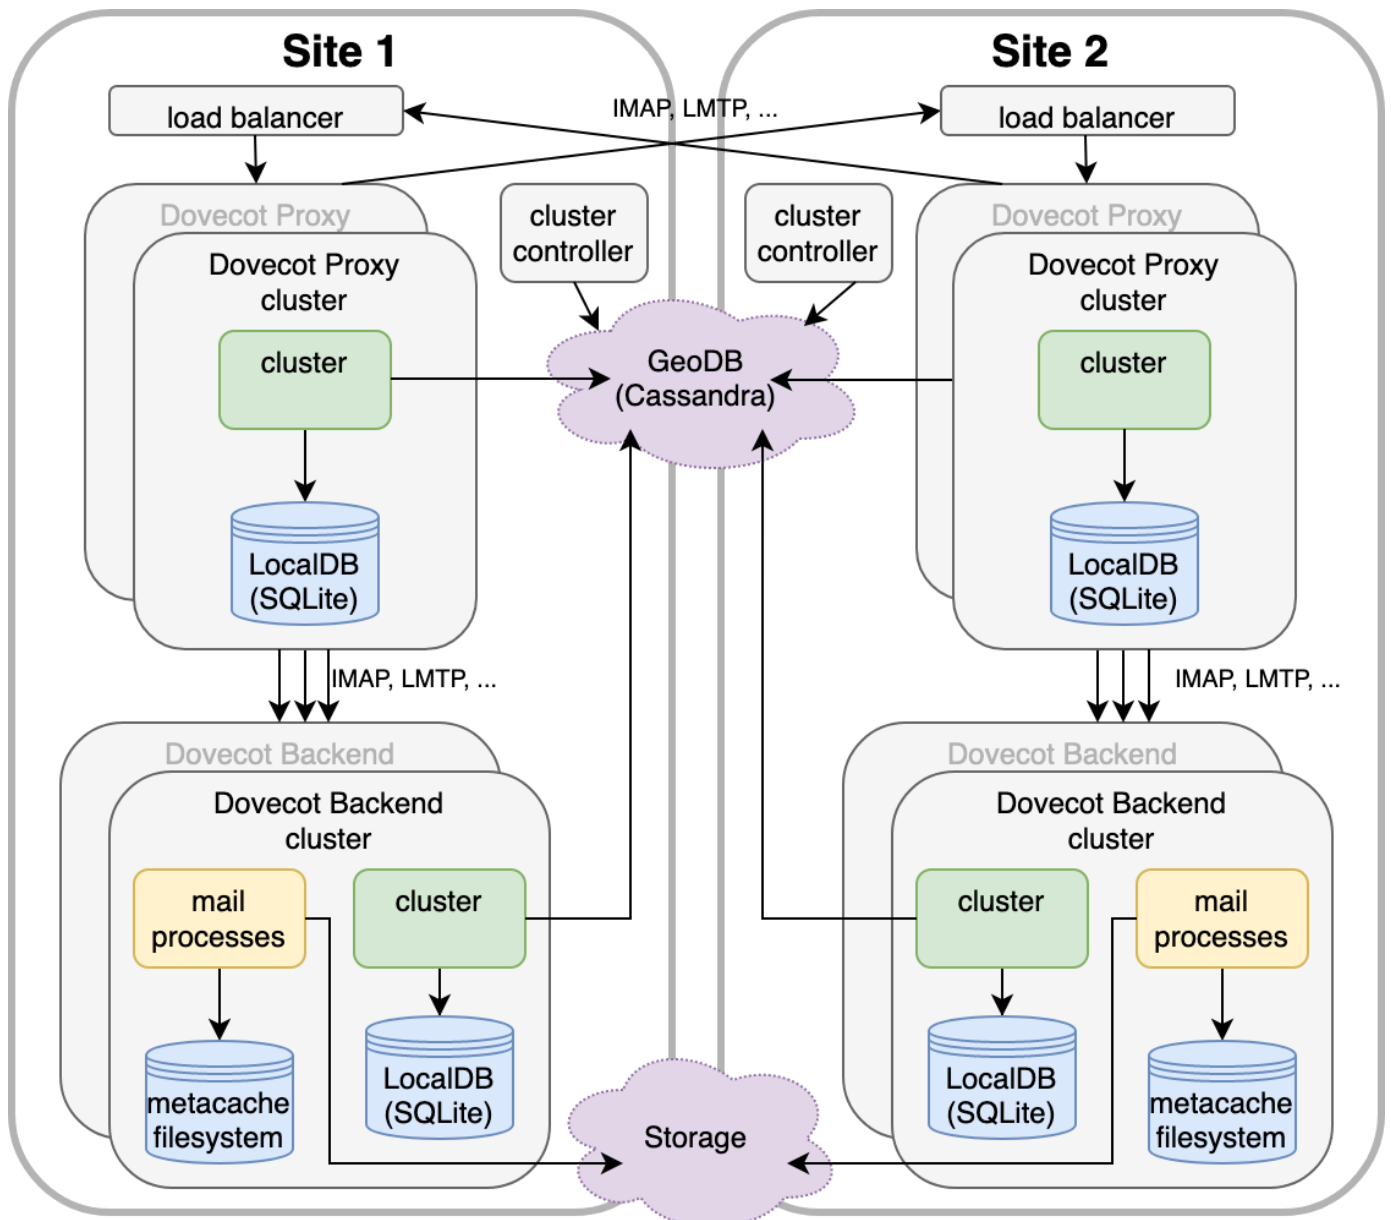 Site 1
Site 2
load balancer
IMAP, LMTP, ...
load balancer
Dovecot Proxy
cluster
controller
cluster
controller
Dovecot Proxy
Dovecot Proxy
cluster
Dovecot Proxy
cluster
cluster
GeoDB
(Cassandra)
cluster
LocalDB
(SQLite)
LocalDB
(SQLite)
IMAP, LMTP, ...
IMAP, LMTP, ...
Dovecot Backend
Dovecot Backend
Dovecot Backend
cluster
Dovecot Backend
cluster
mail
processes
cluster
cluster
mail
processes
metacache
filesystem
LocalDB
(SQLite)
Storage
LocalDB
(SQLite)
metacache
filesystem